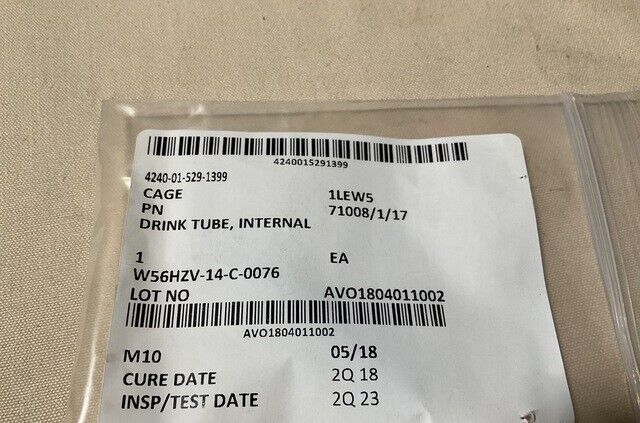 4240015291399
4240-01-529-1399
CAGE 1LEW5
PN 71008/1/17
DRINK TUBE, INTERNAL
1 EA
W56HZV-14-C-0076
LOT NO AVO1804011002
AVO1804011002
M10 05/18
CURE DATE 2Q 18
INSP/TEST DATE 2Q 23